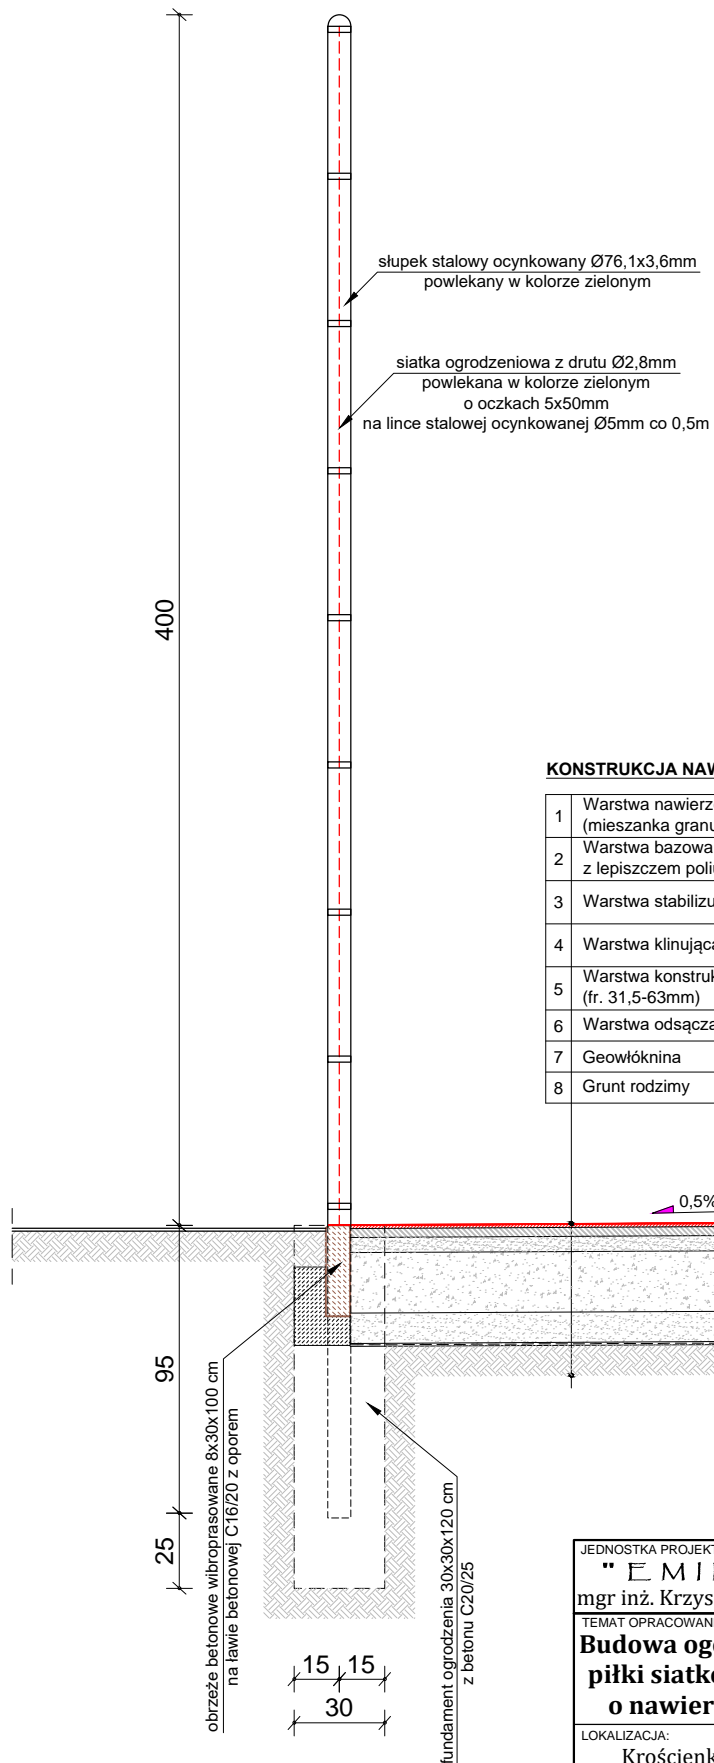 słupek stalowy ocynkowany Ø76,1x3,6mm
powlekany w kolorze zielonym
siatka ogrodzeniowa z drutu Ø2,8mm
powlekana w kolorze zielonym
o oczkach 5x50mm
na lince stalowej ocynkowanej Ø5mm co 0,5m
400
KONSTRUKCJA NAW
1 Warstwa nawierz
(mieszanka granu
2 Warstwa bazowa
z lepiszczem poliu
3 Warstwa stabilizu
4 Warstwa klinująca
5 Warstwa konstruk
(fr. 31,5-63mm)
6 Warstwa odsącza
7 Geowłóknina
8 Grunt rodzimy
0,5%
95
25
obrzeże betonowe wibroprasowane 8x30x100 cm
na ławie betonowej C16/20 z oporem
fundament ogrodzenia 30x30x120 cm
z betonu C20/25
15 15
30
JEDNOSTKA PROJEKT
" E M I
mgr inż. Krzys
TEMAT OPRACOWAN
Budowa ogo
piłki siatko
o nawier
LOKALIZACJA:
Krościenk